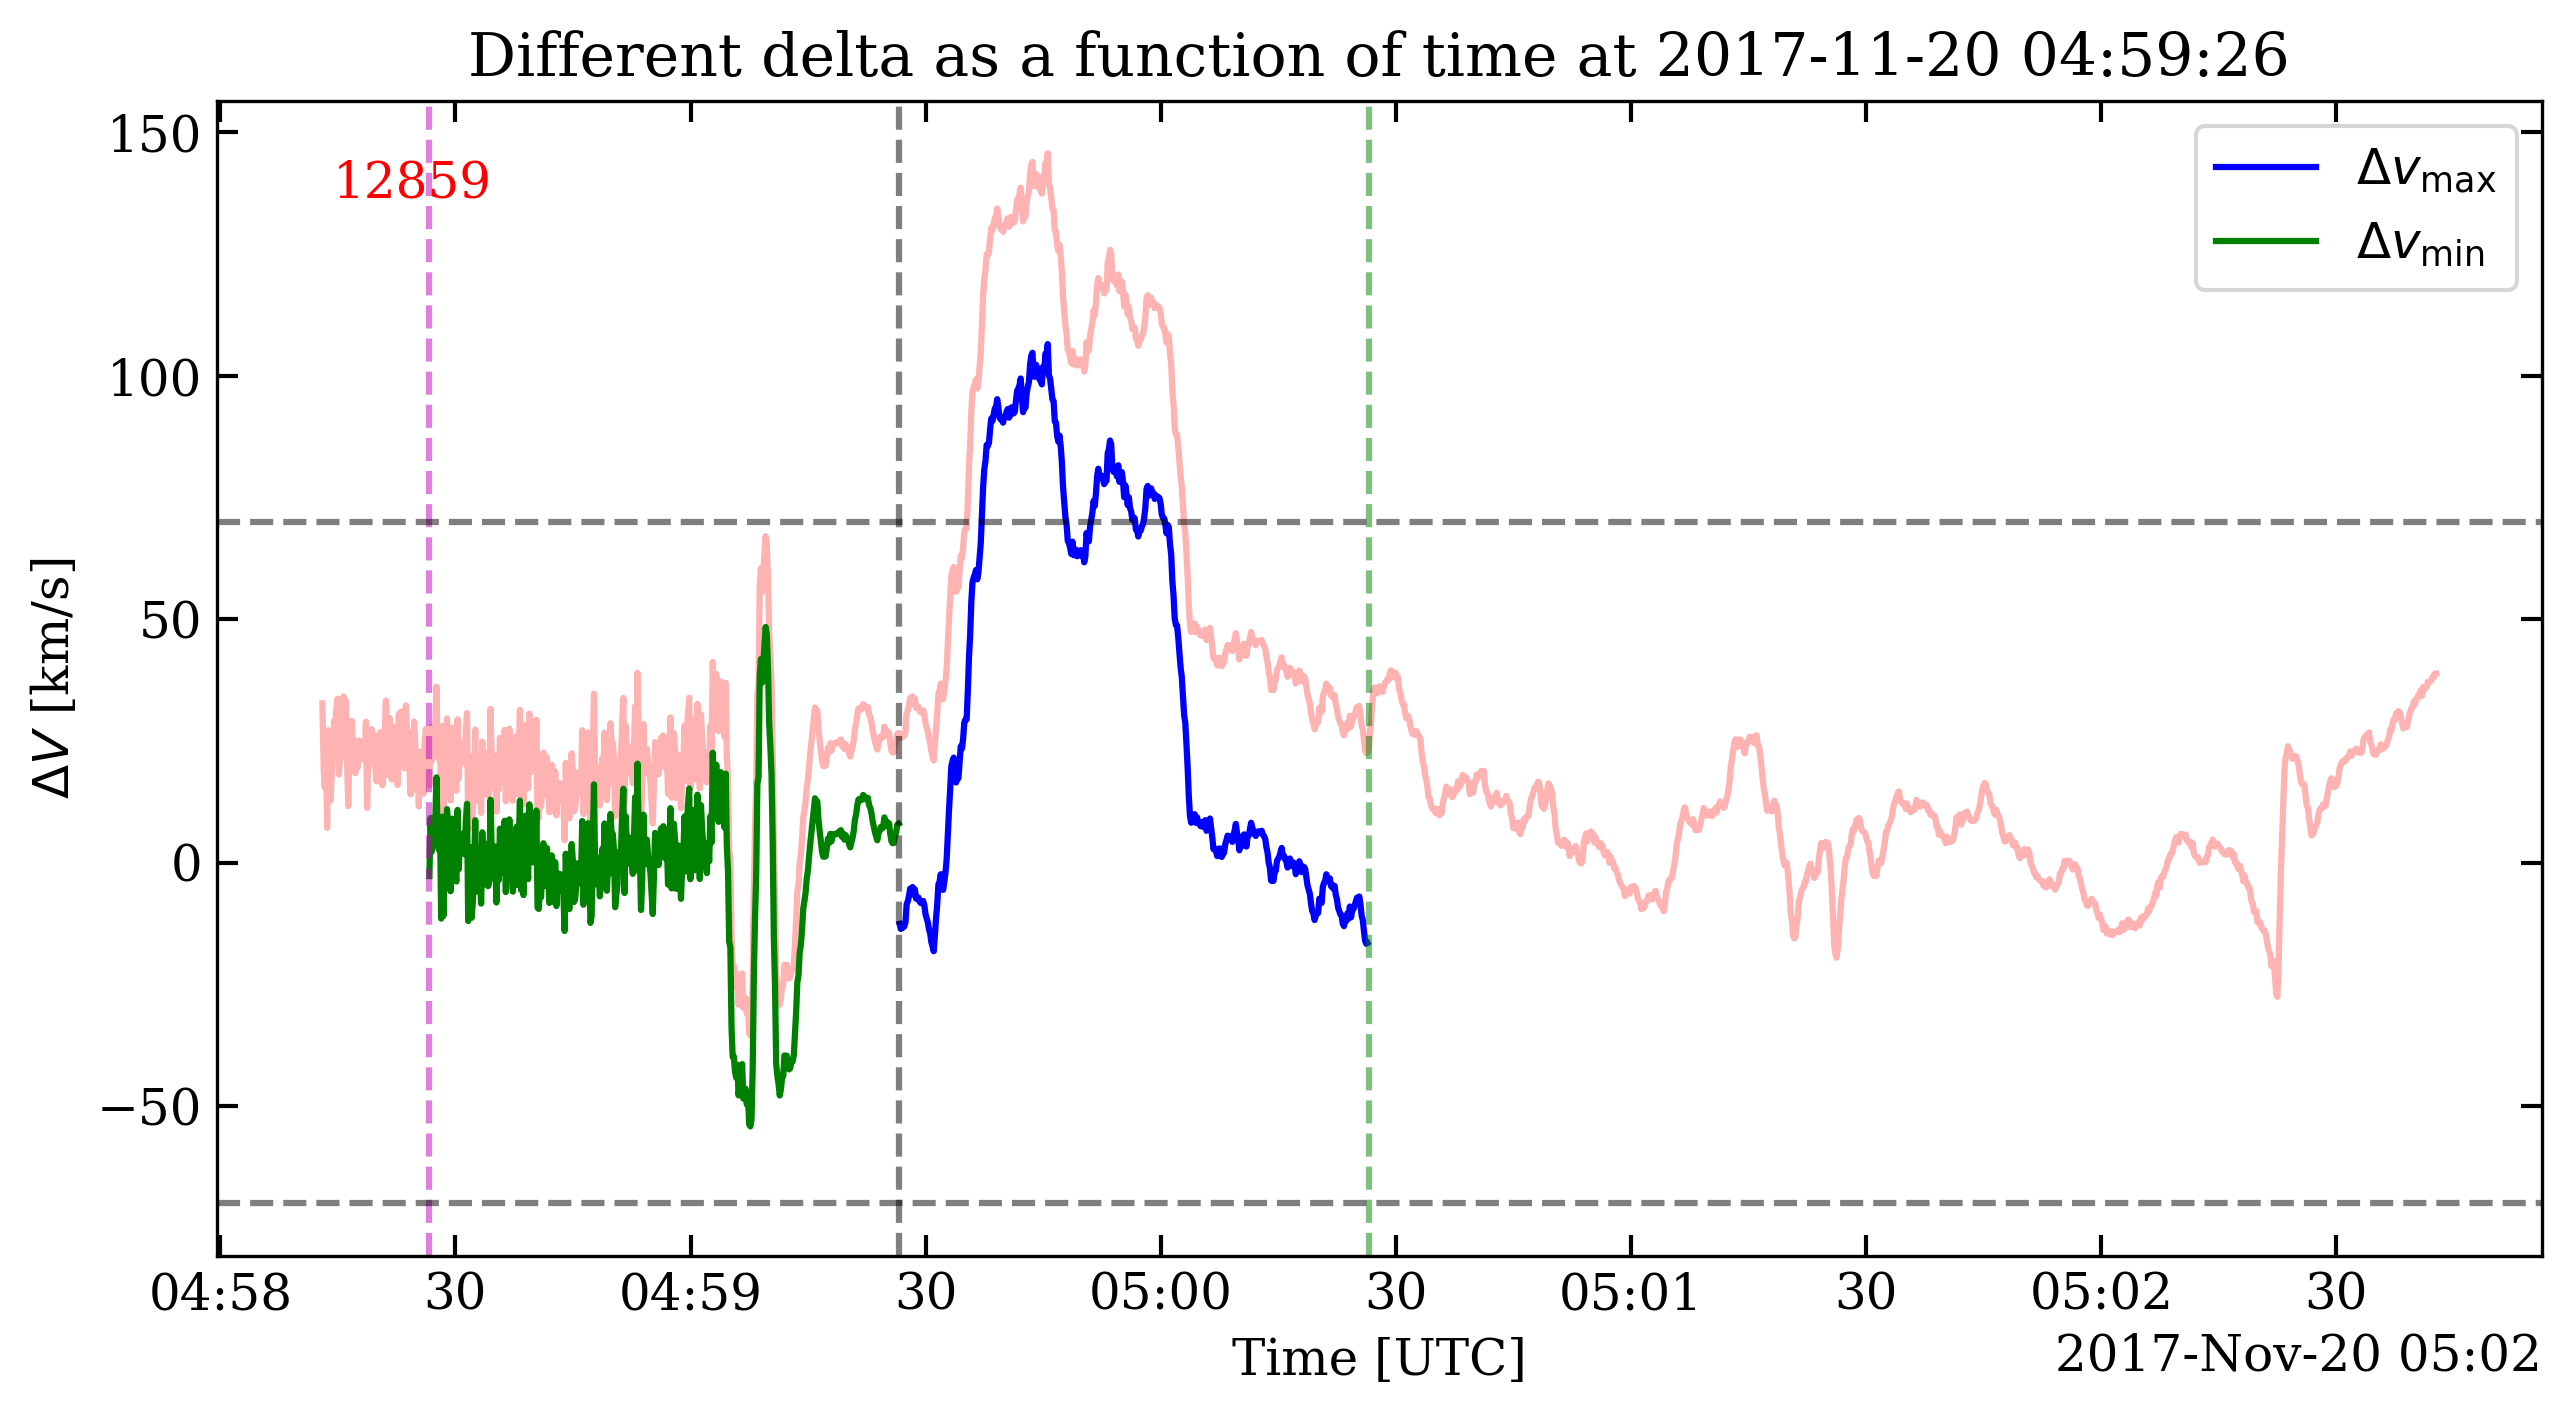 Different delta as a function of time at 2017-11-20 04:59:26
150
100
50
0
−50
ΔV [km/s]
12859
Δv_max
Δv_min
04:58 30 04:59 30 05:00 30 05:01 30 05:02 30
Time [UTC]
2017-Nov-20 05:02